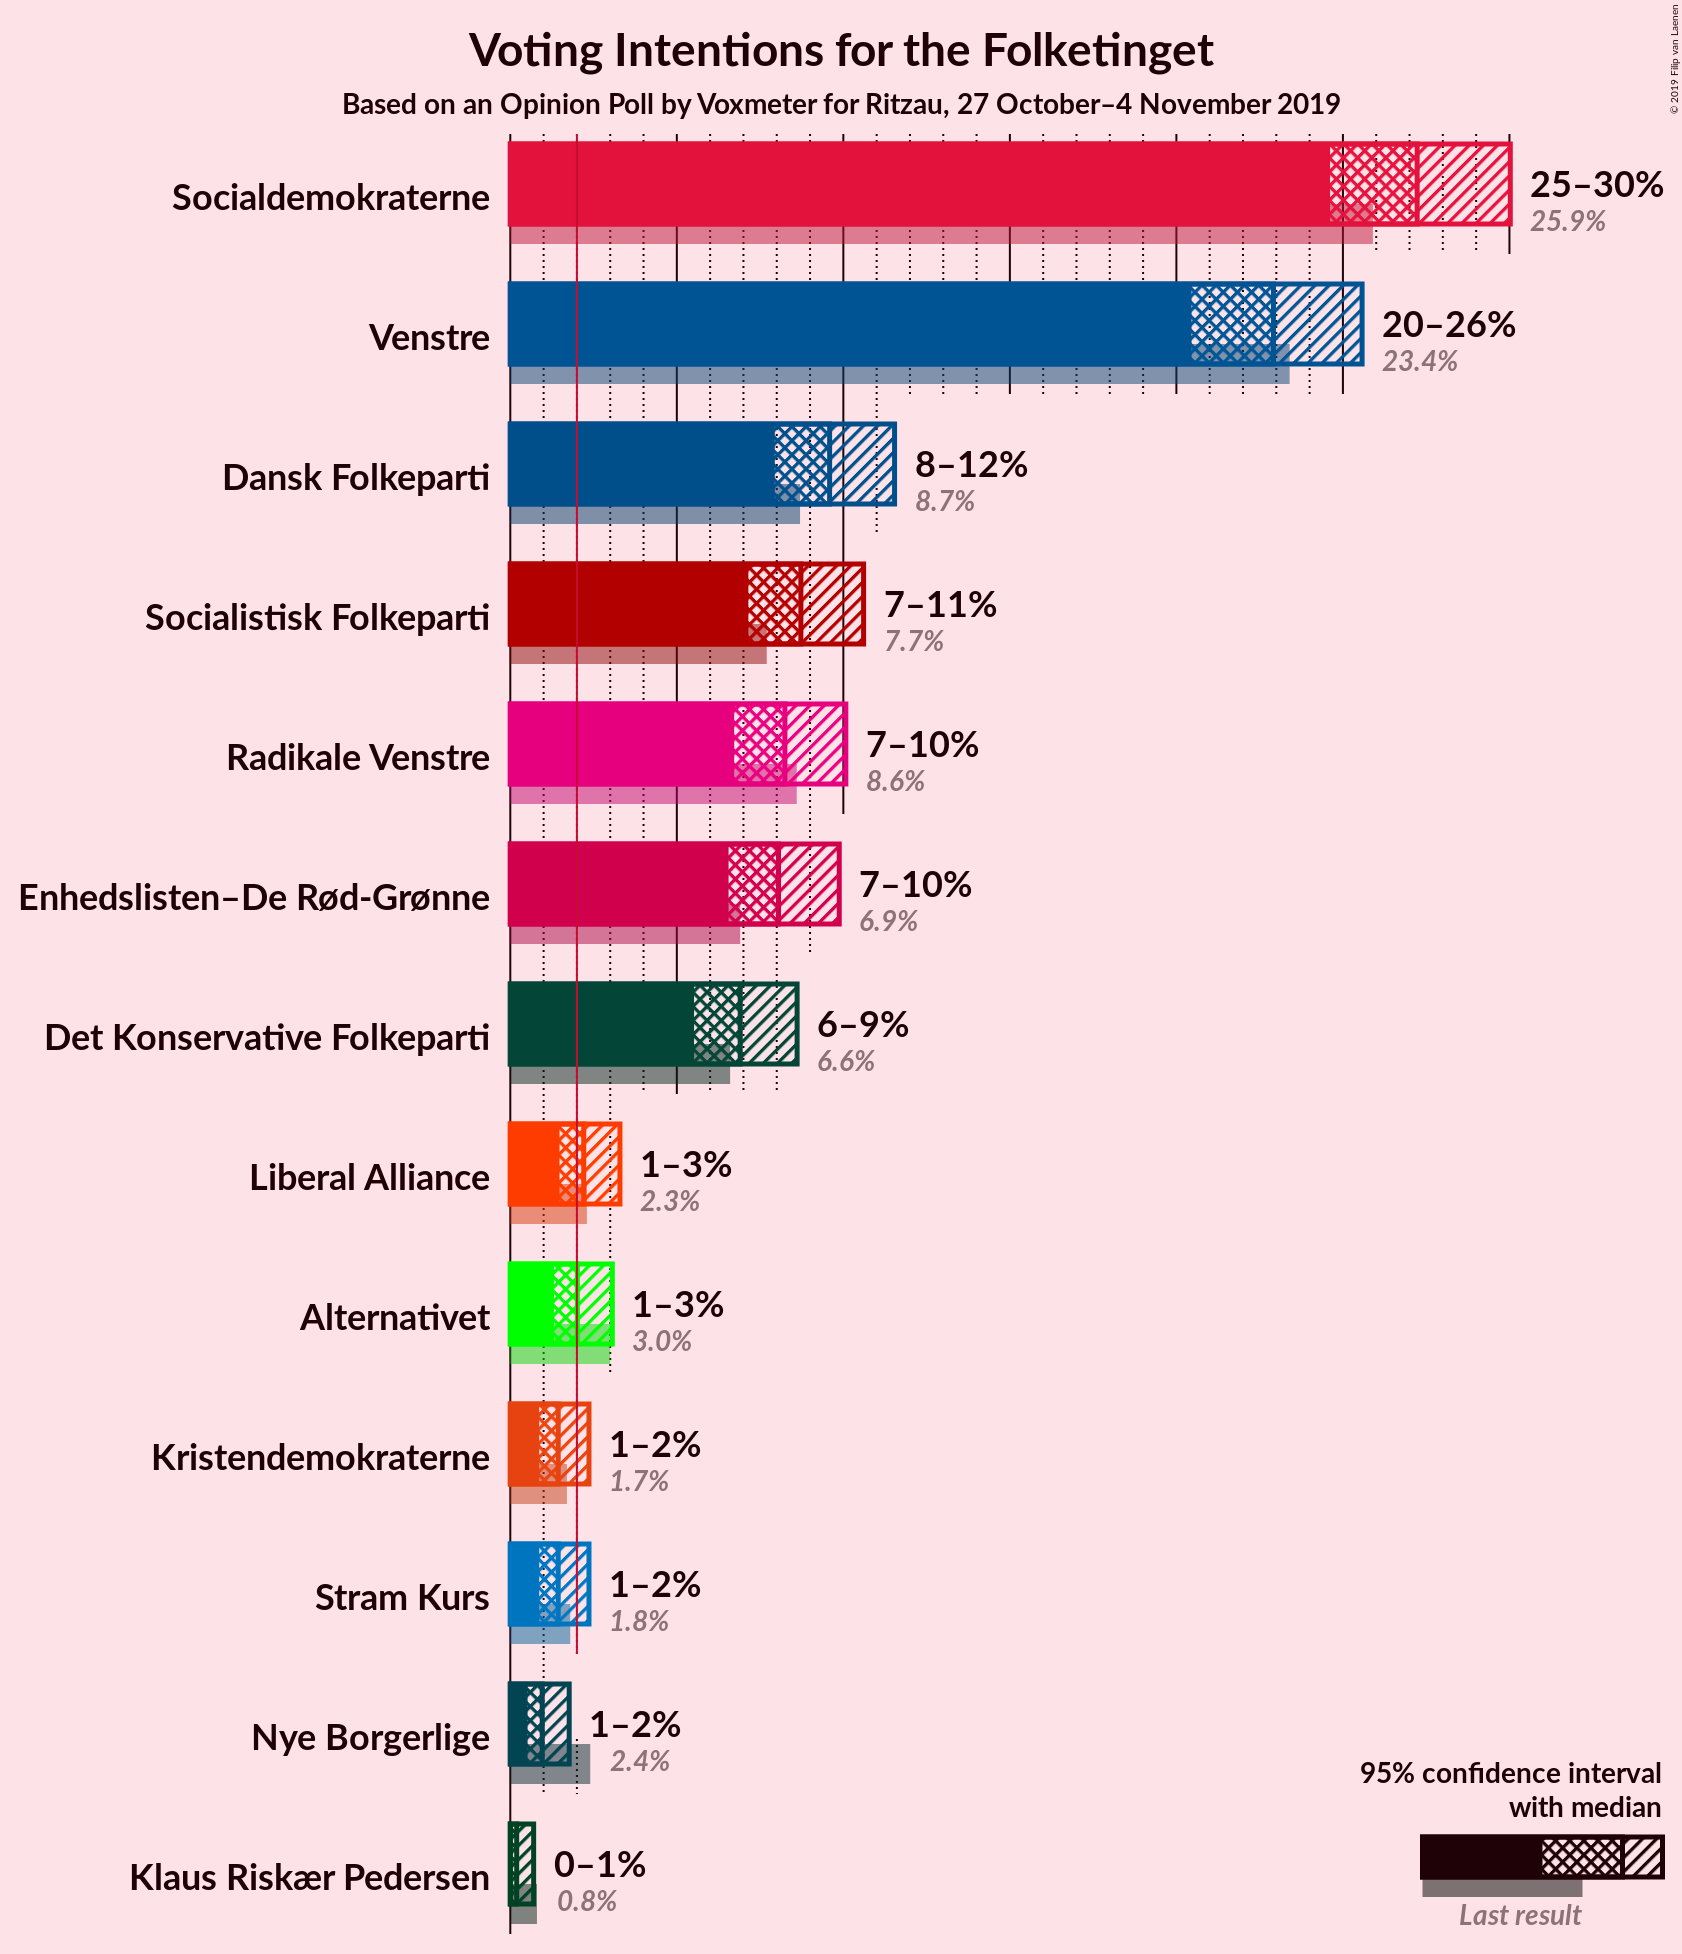 Voting Intentions for the Folketinget
Based on an Opinion Poll by Voxmeter for Ritzau, 27 October–4 November 2019
© 2019 Filip van Laenen
Socialdemokraterne
25–30%
25.9%
Venstre
20–26%
23.4%
Dansk Folkeparti
8–12%
8.7%
Socialistisk Folkeparti
7–11%
7.7%
Radikale Venstre
7–10%
8.6%
Enhedslisten–De Rød-Grønne
7–10%
6.9%
Det Konservative Folkeparti
6–9%
6.6%
Liberal Alliance
1–3%
2.3%
Alternativet
1–3%
3.0%
Kristendemokraterne
1–2%
1.7%
Stram Kurs
1–2%
1.8%
Nye Borgerlige
1–2%
2.4%
Klaus Riskær Pedersen
0–1%
0.8%
95% confidence interval
with median
Last result